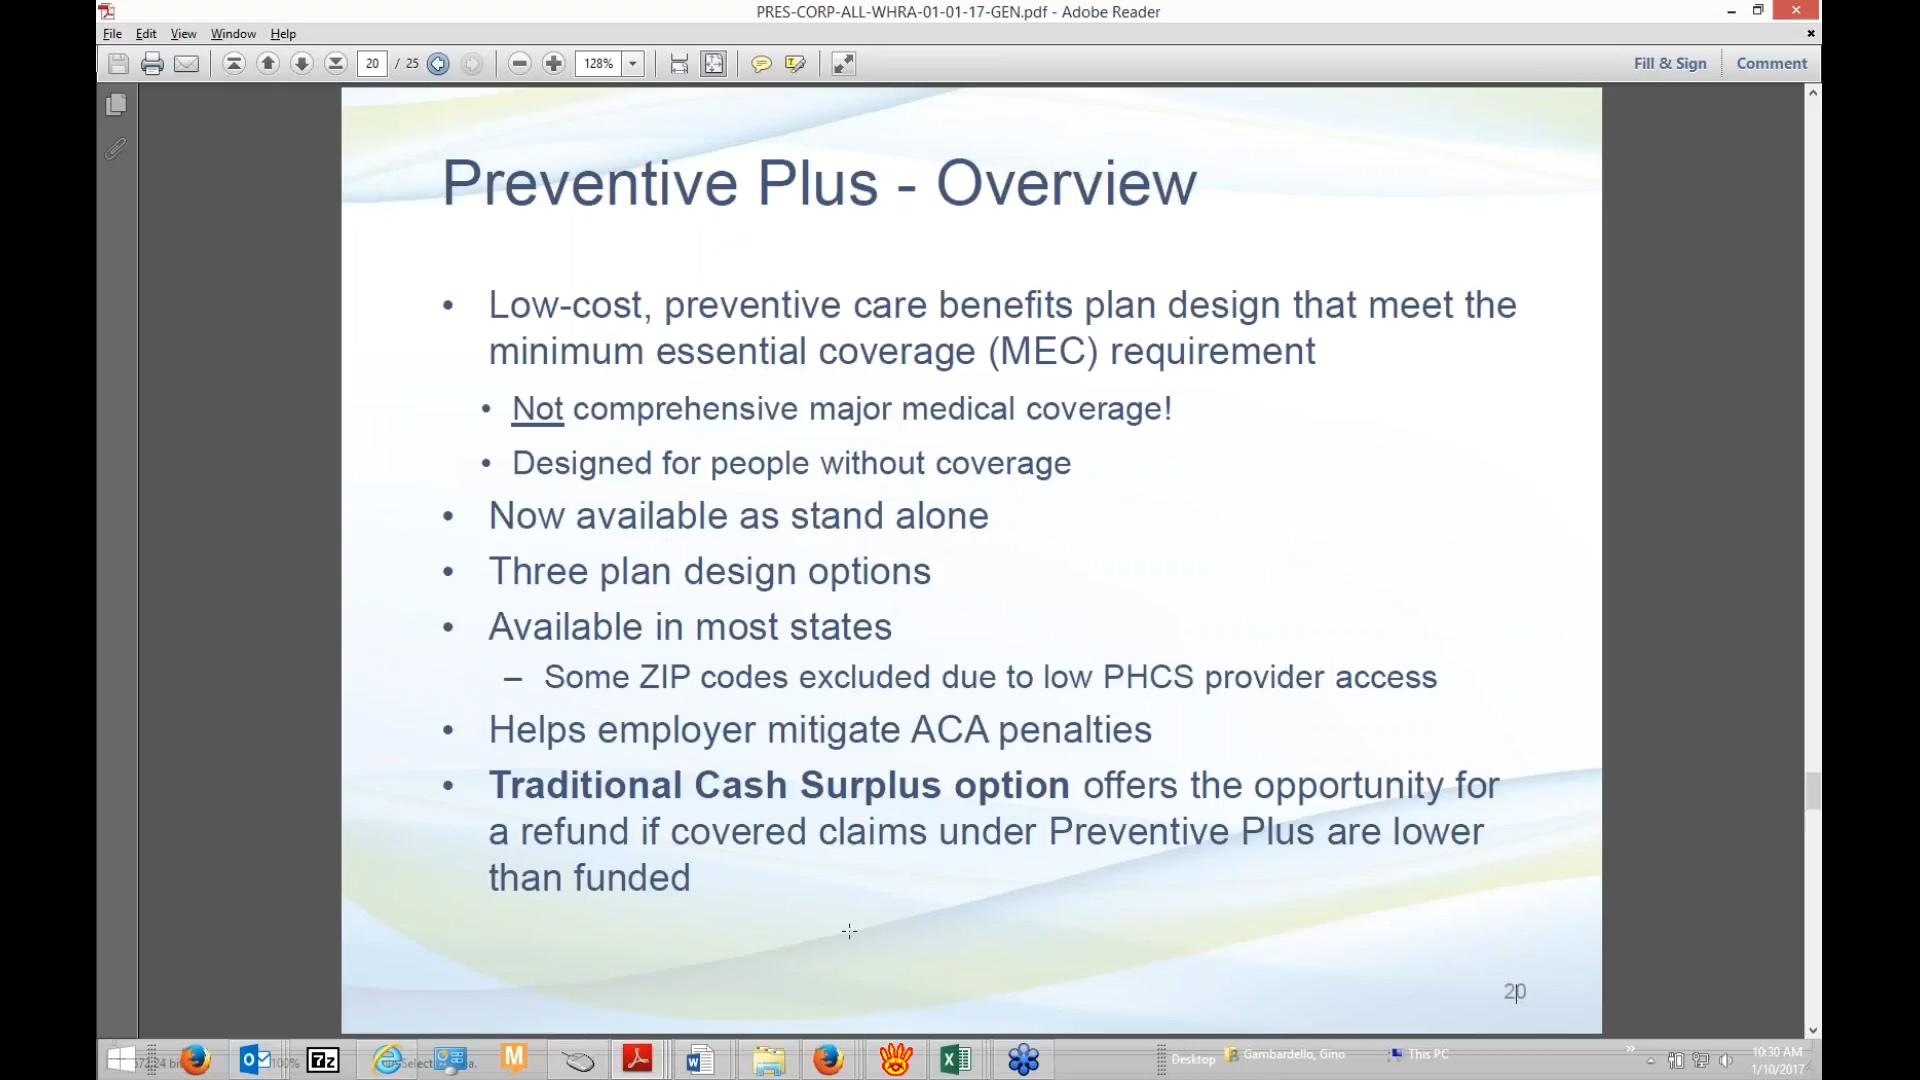 PRES-CORP-ALL-WHRA-01-01-17-GEN.pdf - Adobe Reader
File Edit View Window Help
20 / 25 128% Fill & Sign Comment
Preventive Plus - Overview
• Low-cost, preventive care benefits plan design that meet the
minimum essential coverage (MEC) requirement
• Not comprehensive major medical coverage!
• Designed for people without coverage
• Now available as stand alone
• Three plan design options
• Available in most states
– Some ZIP codes excluded due to low PHCS provider access
• Helps employer mitigate ACA penalties
• Traditional Cash Surplus option offers the opportunity for
a refund if covered claims under Preventive Plus are lower
than funded
20
Desktop Gambardello, Gino This PC
10:30 AM
1/10/2017